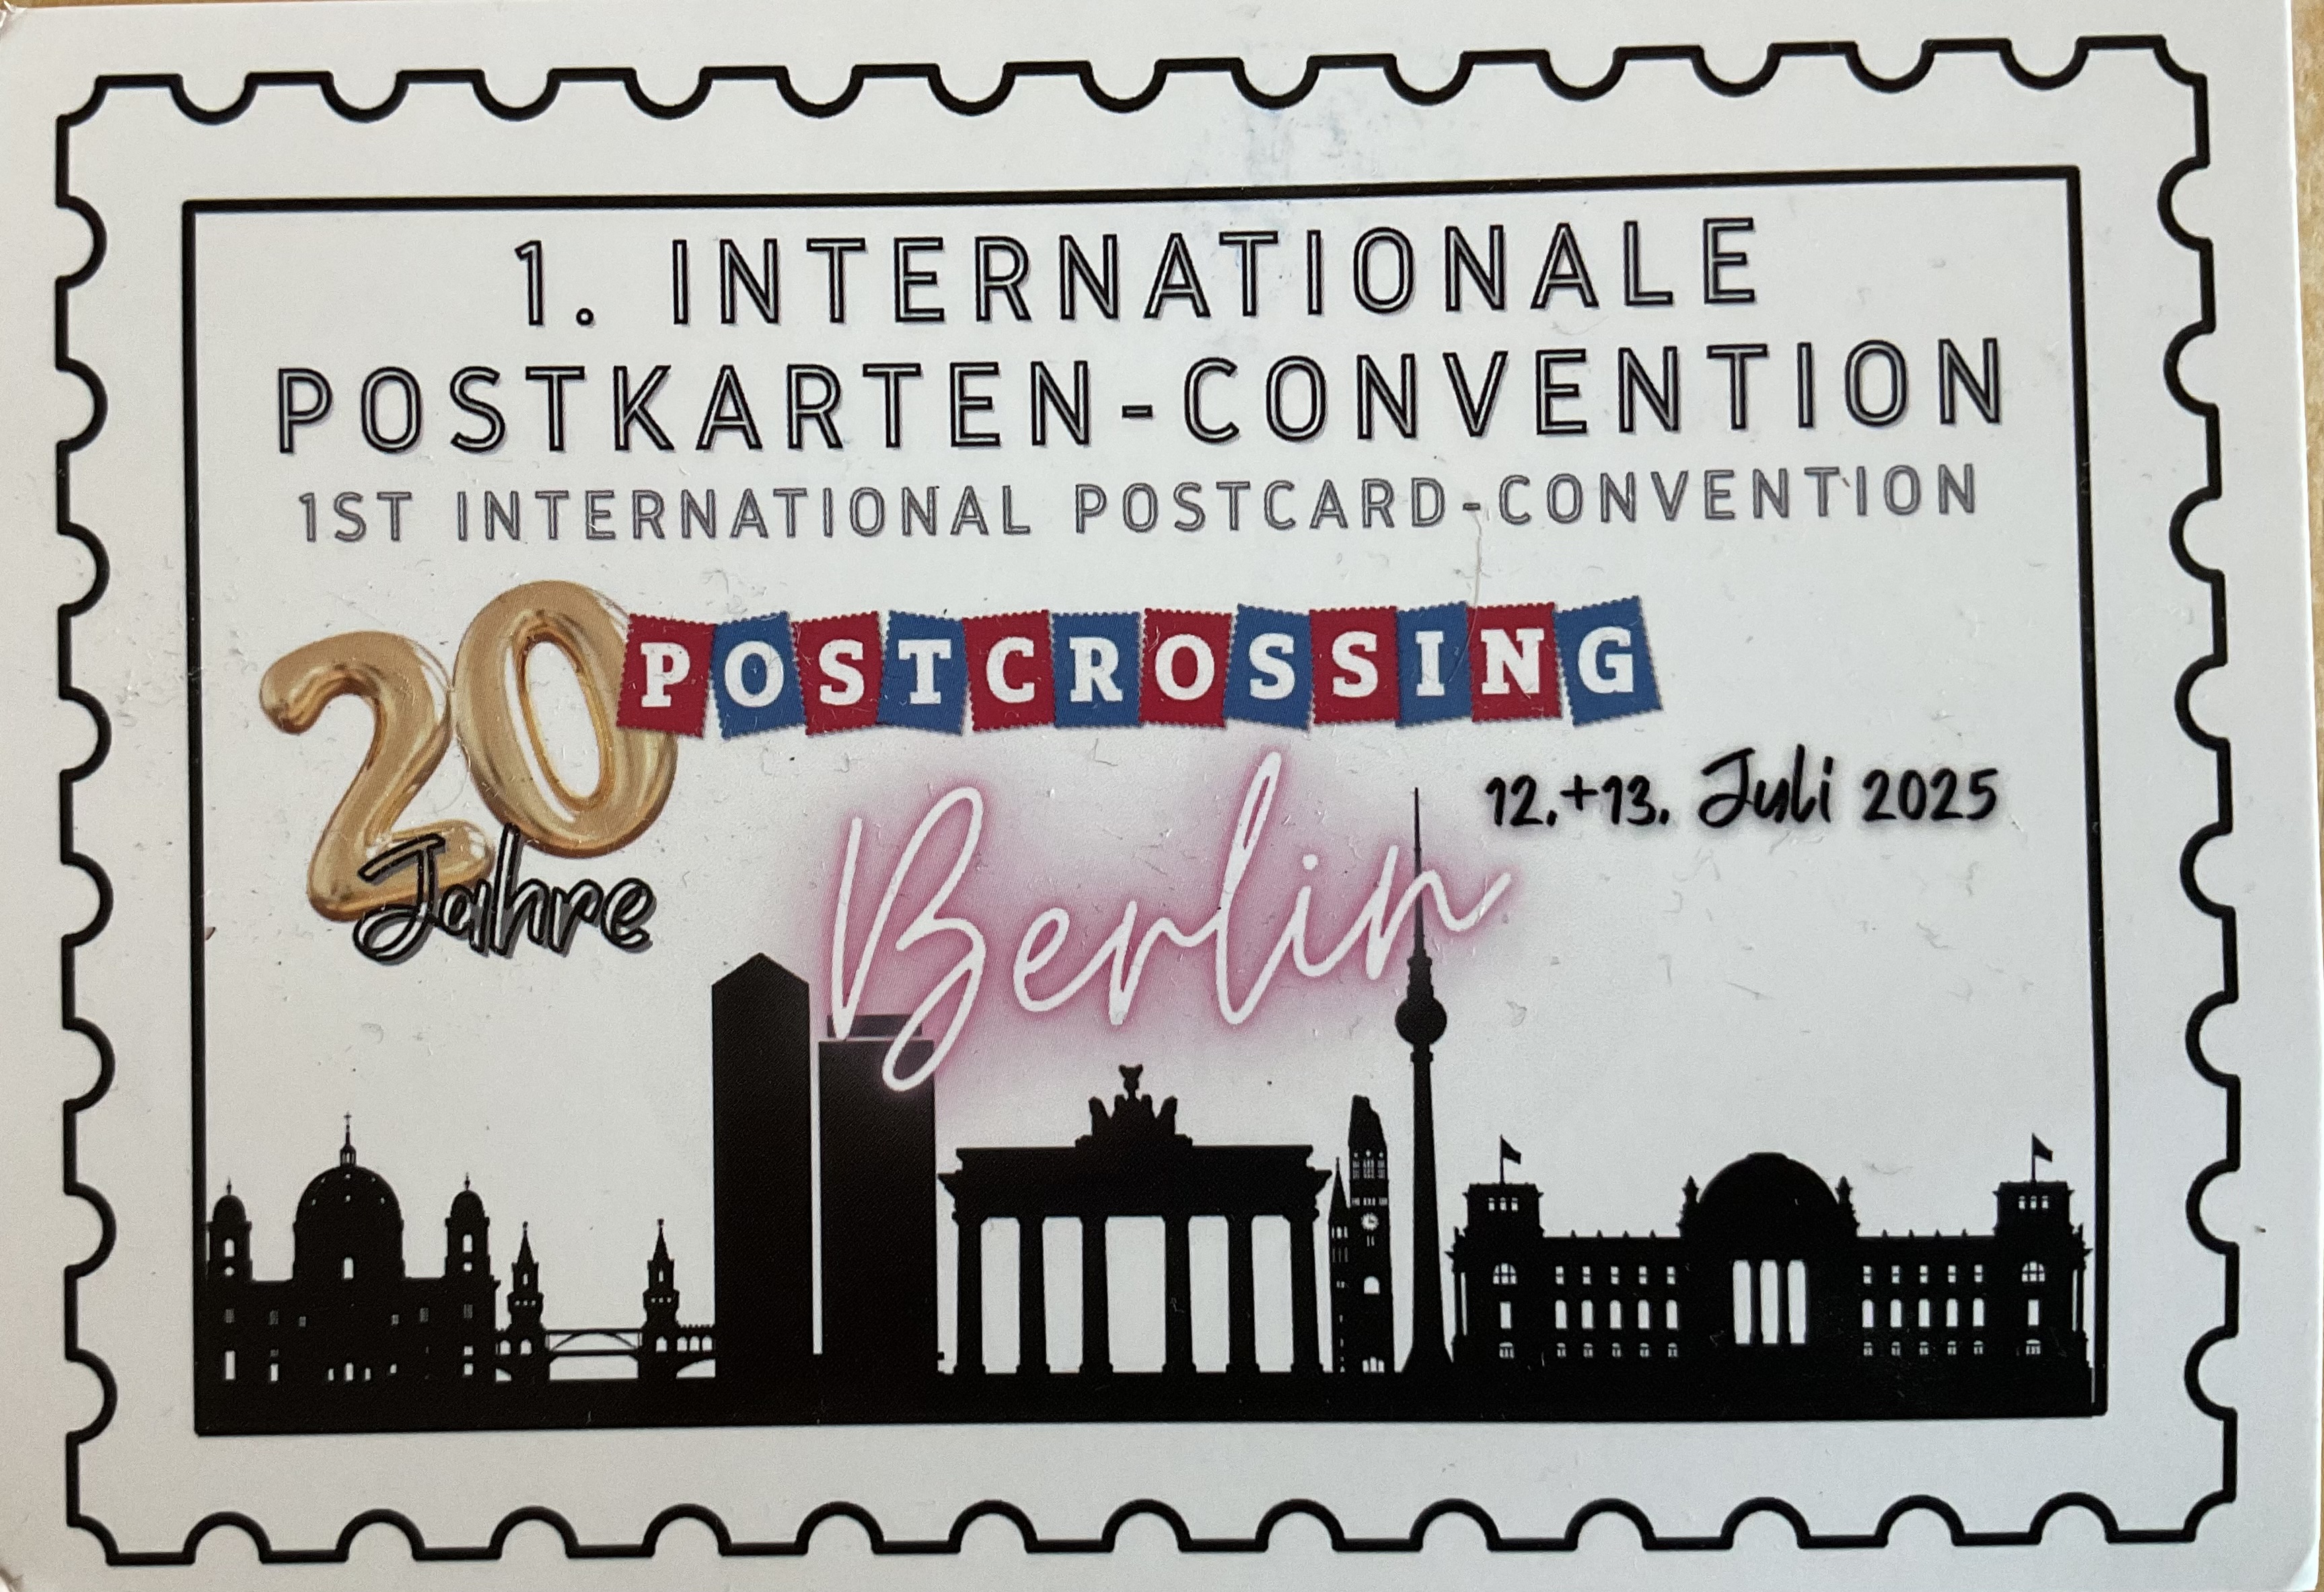 1. INTERNATIONALE
POSTKARTEN-CONVENTION
1ST INTERNATIONAL POSTCARD-CONVENTION
20 POSTCROSSING
Jahre
Berlin
12.+13. Juli 2025